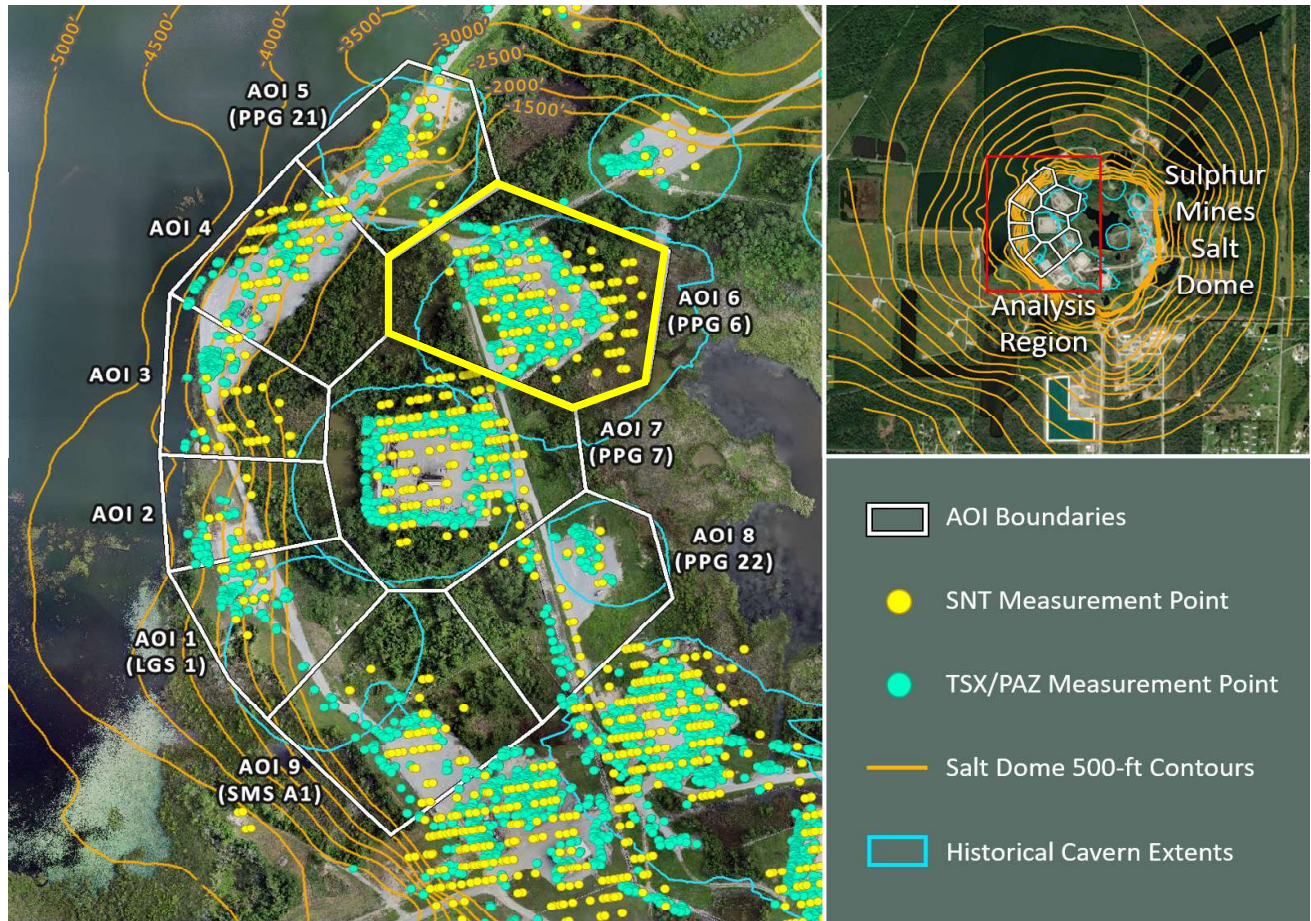 -5000'
-4500'
-4000'
-3500'
-3000'
-2500'
-2000'
-1500'
AOI 5
(PPG 21)
AOI 4
AOI 3
AOI 2
AOI 1
(LGS 1)
AOI 9
(SMS A1)
AOI 6
(PPG 6)
AOI 7
(PPG 7)
AOI 8
(PPG 22)
Sulphur
Mines
Salt
Dome
Analysis
Region
AOI Boundaries
SNT Measurement Point
TSX/PAZ Measurement Point
Salt Dome 500-ft Contours
Historical Cavern Extents